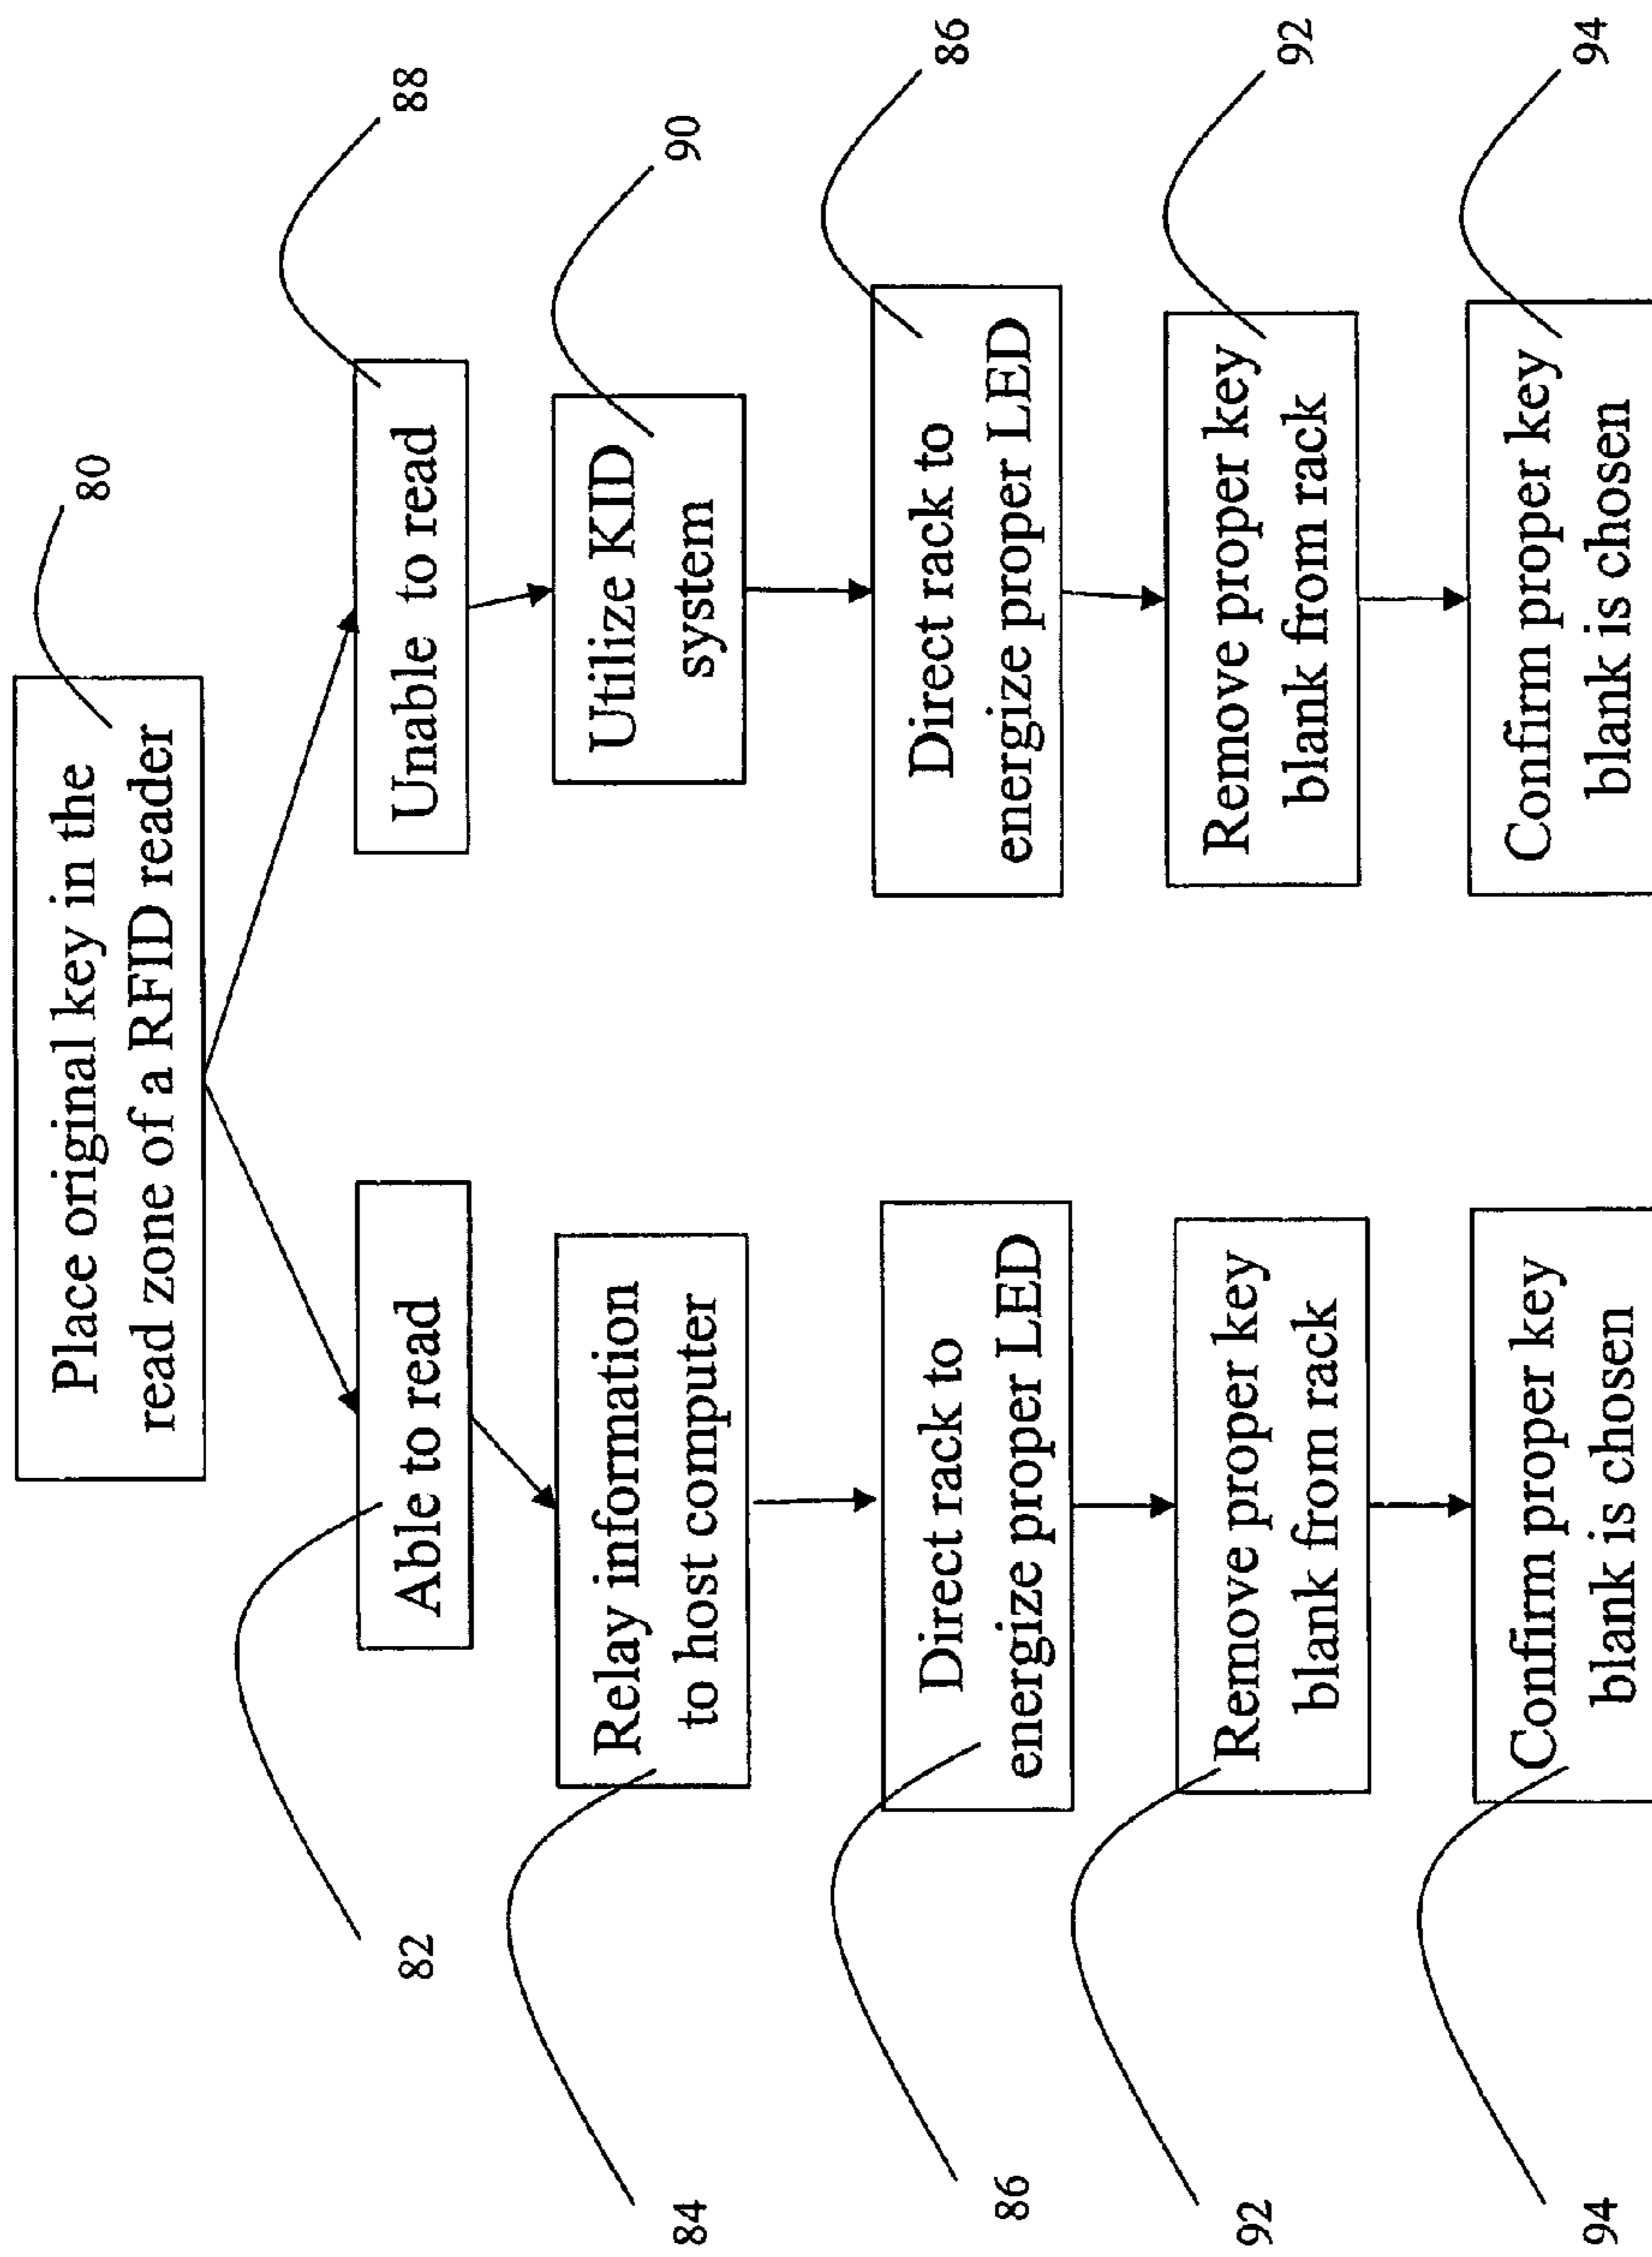 Place original key in the
read zone of a RFID reader
80
82
Able to read
Unable to read
88
84
Relay information
to host computer
Utilize KID
system
90
86
Direct rack to
energize proper LED
Direct rack to
energize proper LED
86
92
Remove proper key
blank from rack
Remove proper key
blank from rack
92
94
Confirm proper key
blank is chosen
Confirm proper key
blank is chosen
94